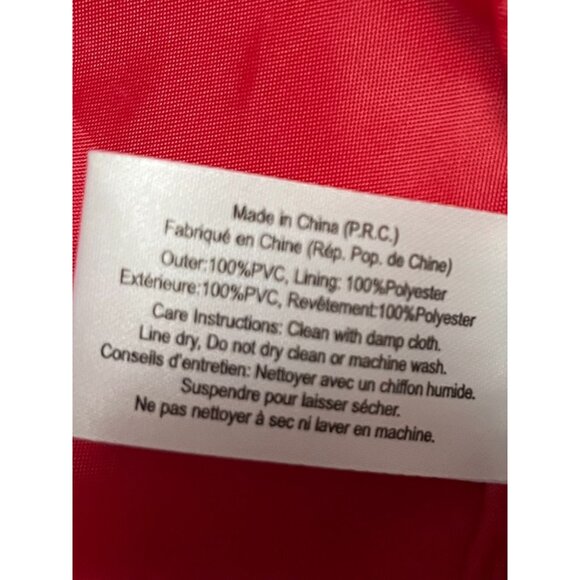 Made in China (P.R.C.)
Fabriqué en Chine (Rép. Pop. de Chine)
Outer:100%PVC, Lining: 100%Polyester
Extérieure:100%PVC, Revêtement:100%Polyester
Care Instructions: Clean with damp cloth.
Line dry, Do not dry clean or machine wash.
Conseils d'entretien: Nettoyer avec un chiffon humide.
Suspendre pour laisser sécher.
Ne pas nettoyer à sec ni laver en machine.